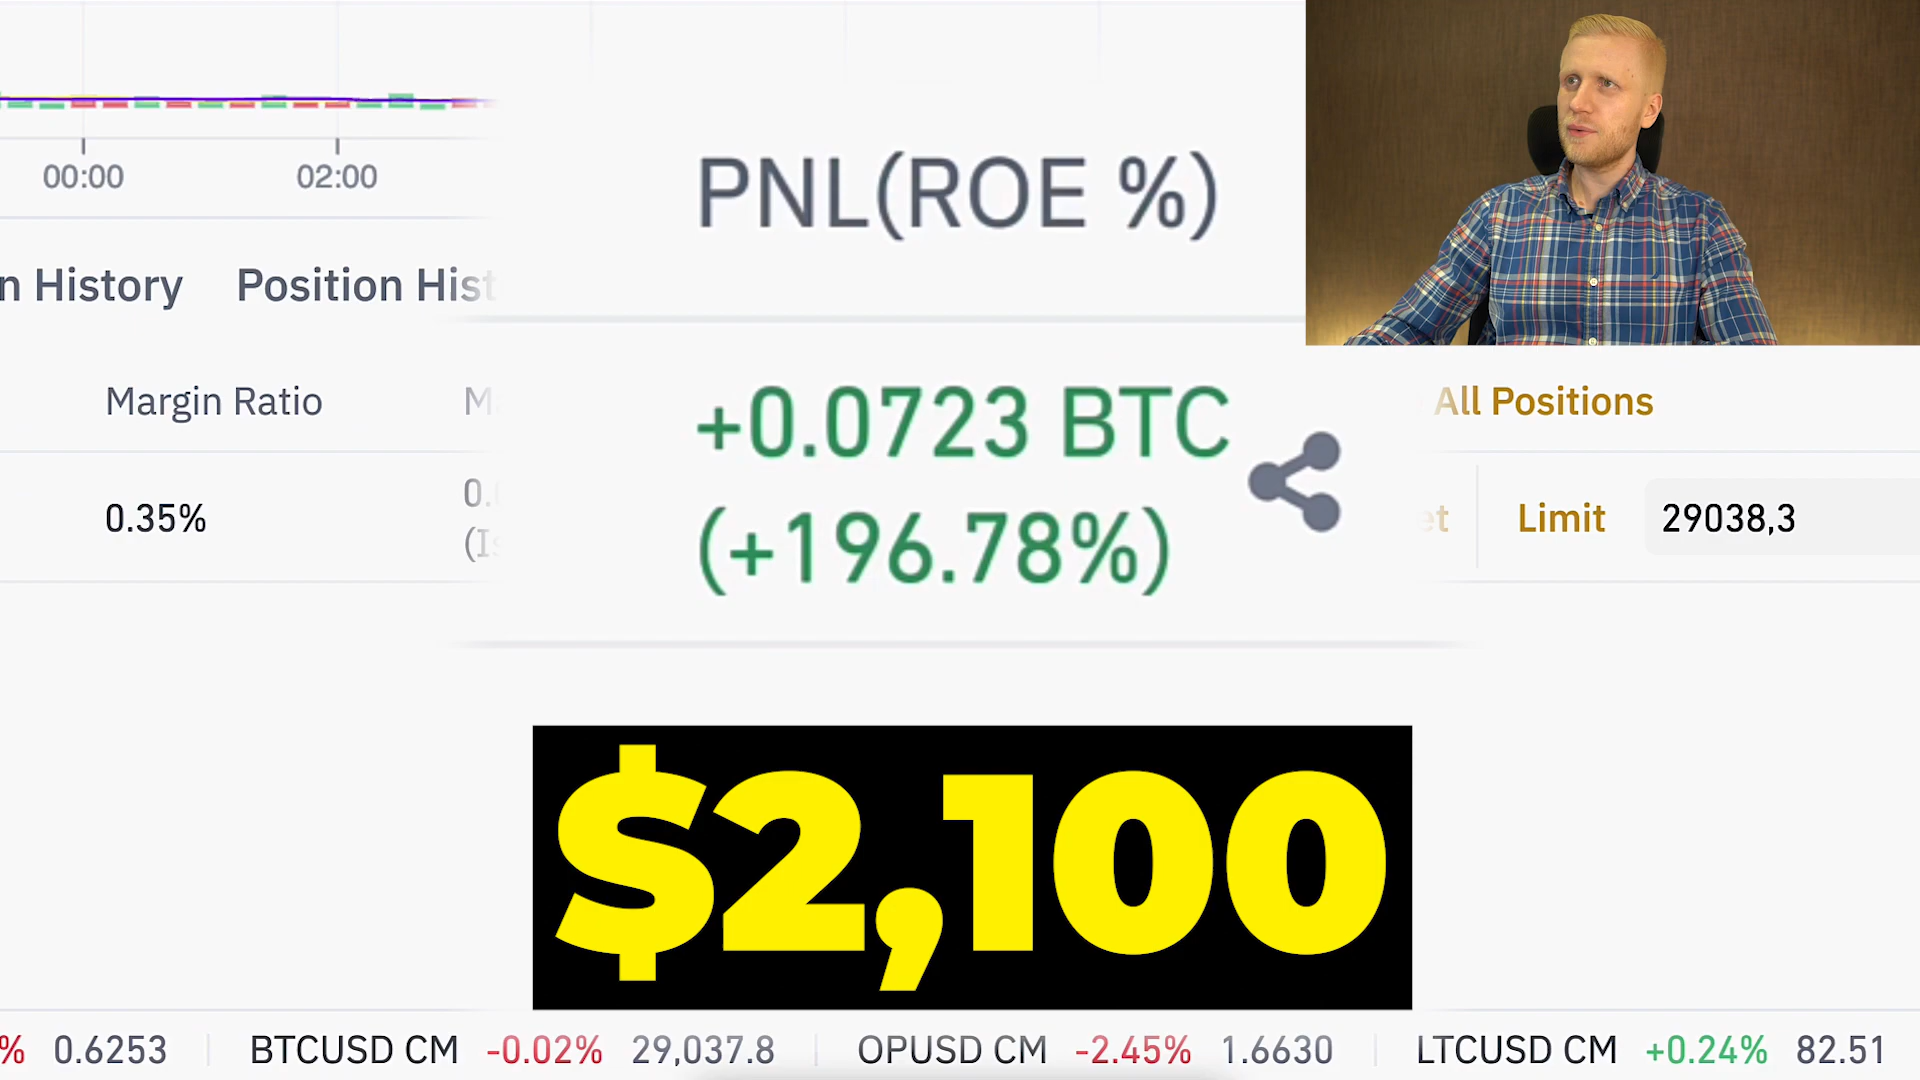 00:00 02:00
PNL(ROE %)
n History Position Hist
Margin Ratio All Positions
+0.0723 BTC
0.35% Limit 29038,3
(+196.78%)
$2,100
% 0.6253 BTCUSD CM -0.02% 29,037.8 OPUSD CM -2.45% 1.6630 LTCUSD CM +0.24% 82.51